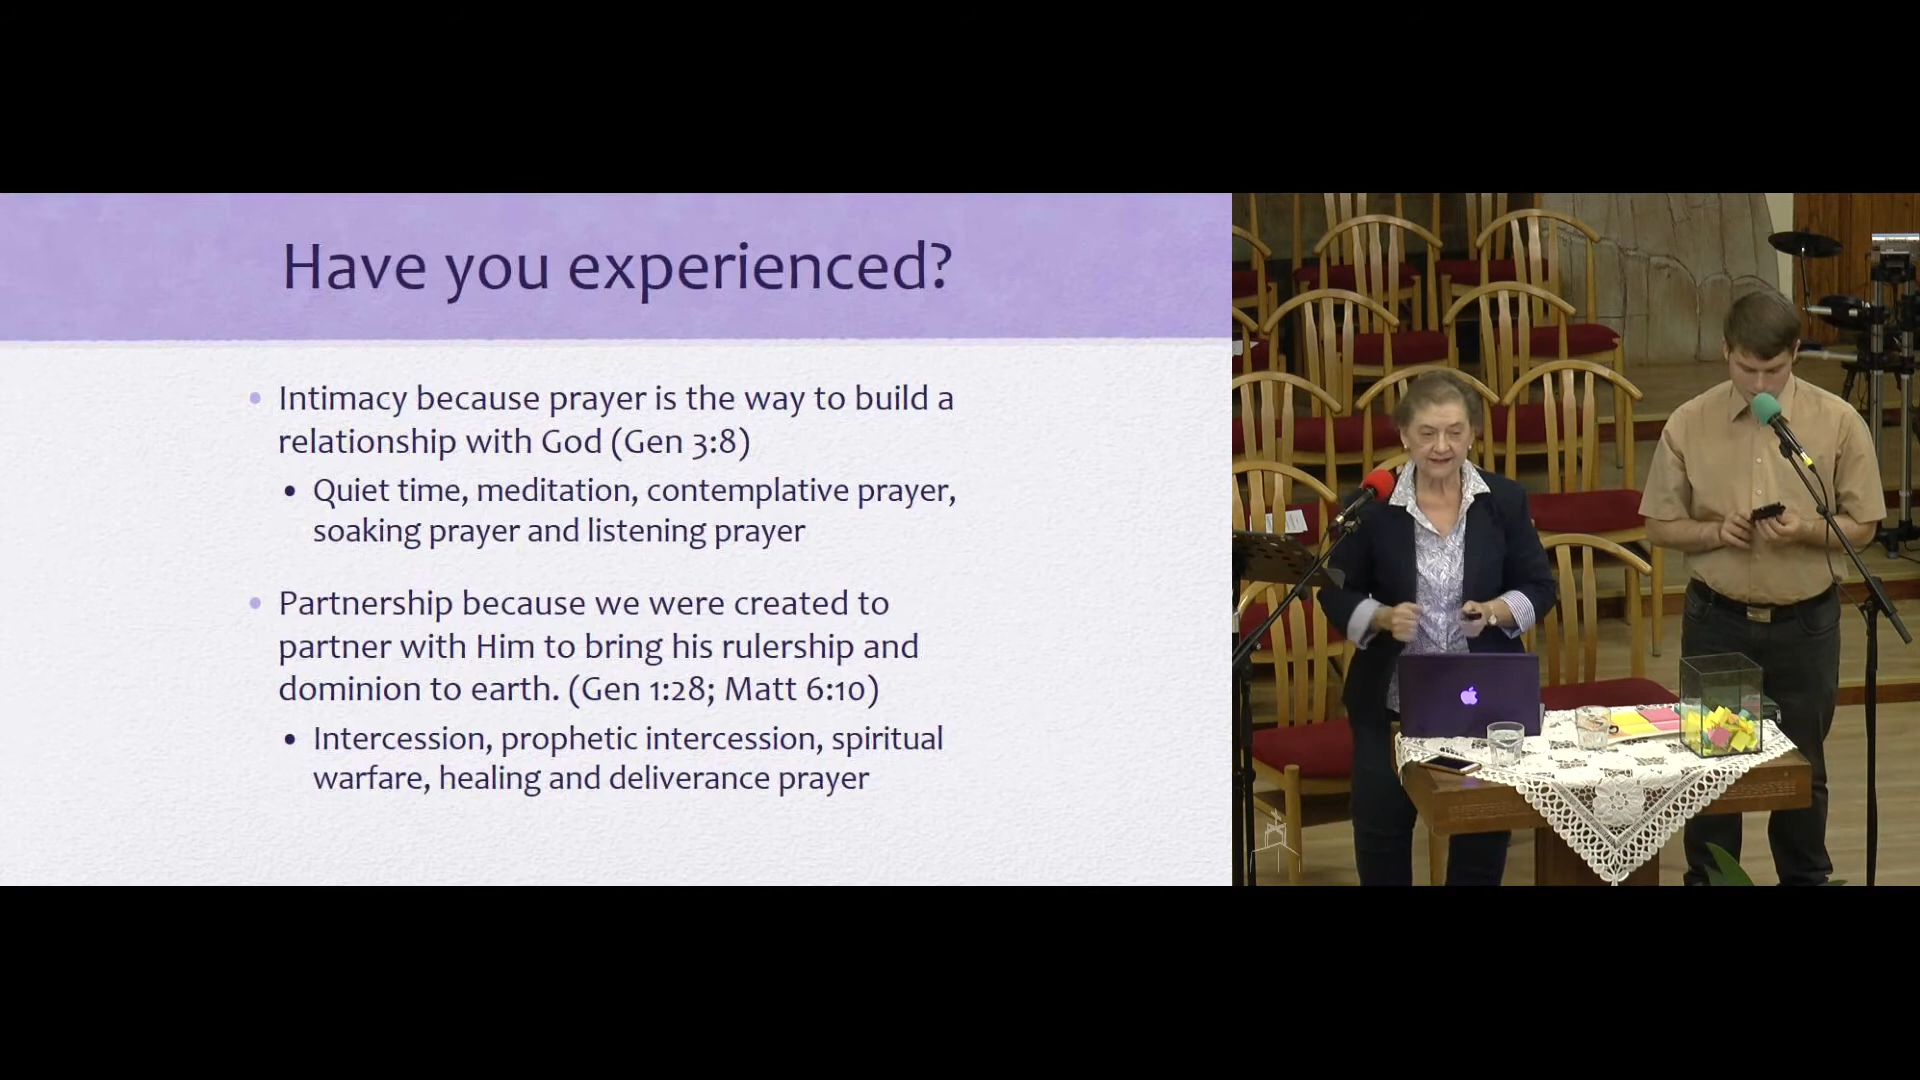 Have you experienced?
• Intimacy because prayer is the way to build a
relationship with God (Gen 3:8)
• Quiet time, meditation, contemplative prayer,
soaking prayer and listening prayer
• Partnership because we were created to
partner with Him to bring his rulership and
dominion to earth. (Gen 1:28; Matt 6:10)
• Intercession, prophetic intercession, spiritual
warfare, healing and deliverance prayer